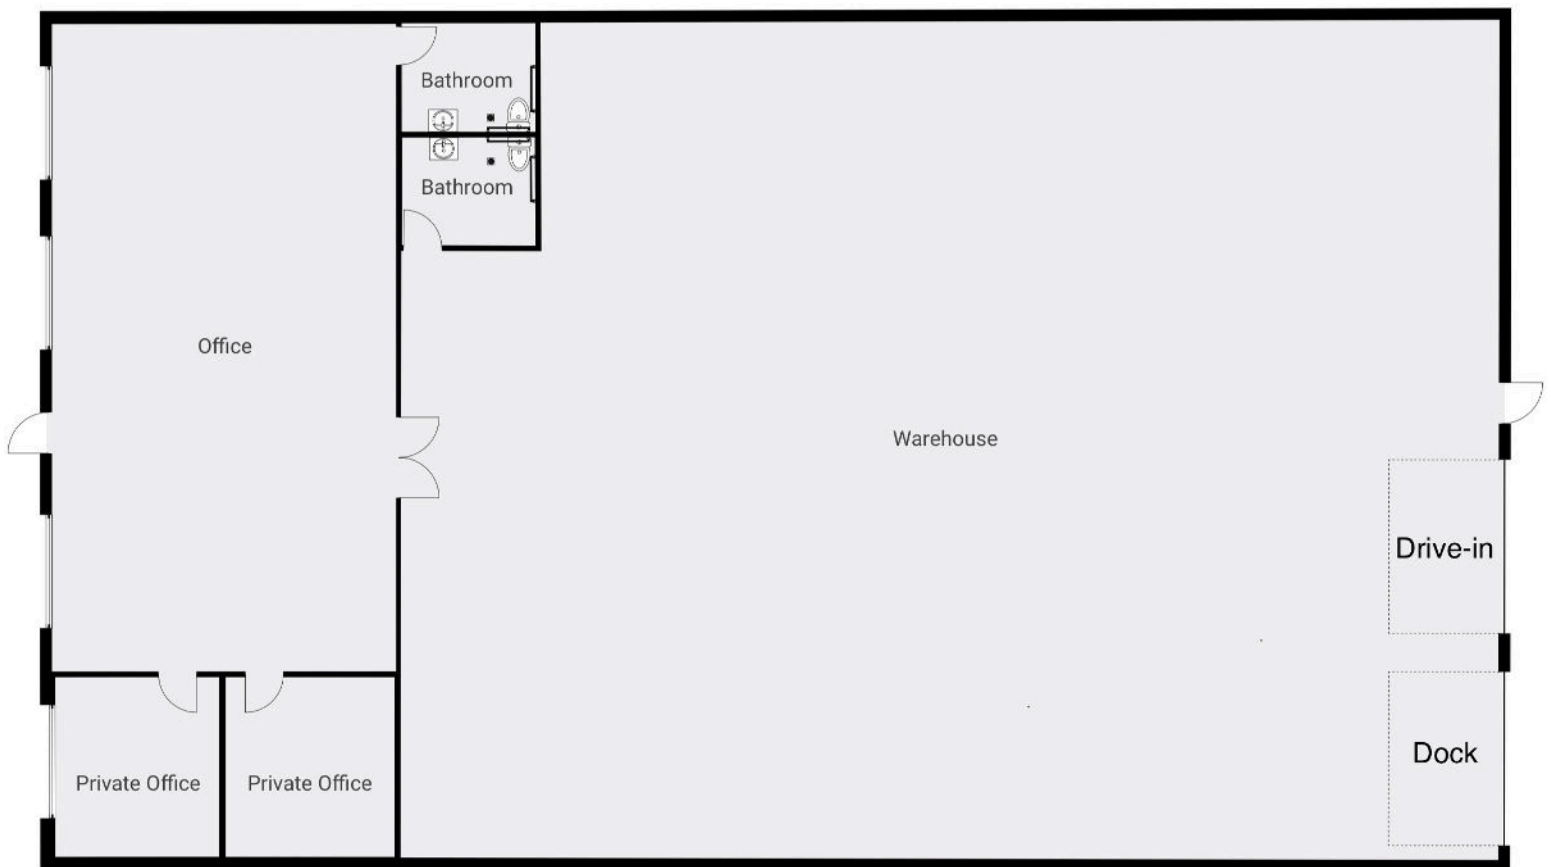 Bathroom
Bathroom
Office
Warehouse
Drive-in
Dock
Private Office
Private Office